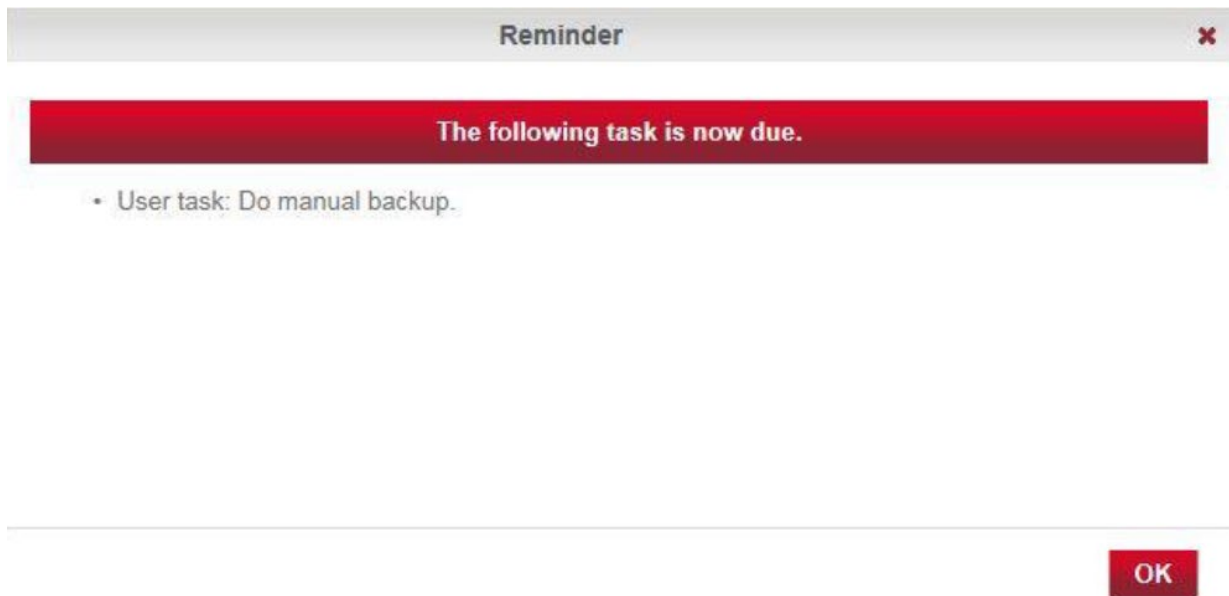 Reminder
The following task is now due.
• User task: Do manual backup.
OK